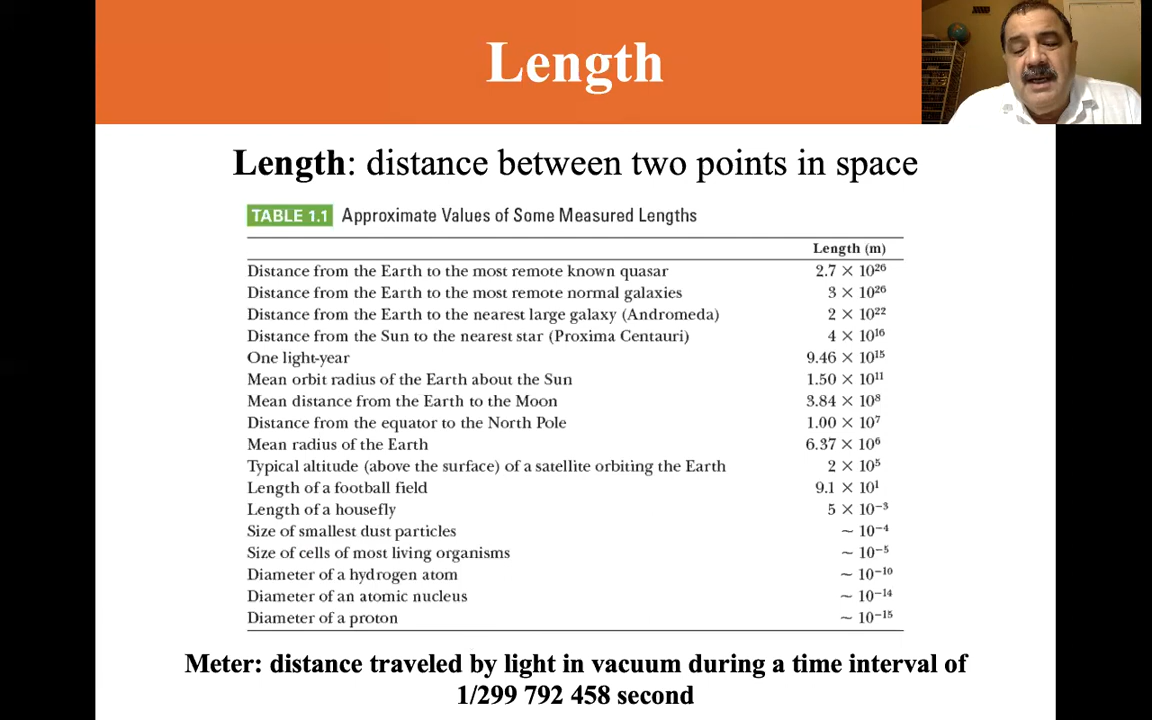 Length
Length: distance between two points in space
TABLE 1.1 Approximate Values of Some Measured Lengths
Length (m)
Distance from the Earth to the most remote known quasar 2.7 × 10²⁶
Distance from the Earth to the most remote normal galaxies 3 × 10²⁶
Distance from the Earth to the nearest large galaxy (Andromeda) 2 × 10²²
Distance from the Sun to the nearest star (Proxima Centauri) 4 × 10¹⁶
One light-year 9.46 × 10¹⁵
Mean orbit radius of the Earth about the Sun 1.50 × 10¹¹
Mean distance from the Earth to the Moon 3.84 × 10⁸
Distance from the equator to the North Pole 1.00 × 10⁷
Mean radius of the Earth 6.37 × 10⁶
Typical altitude (above the surface) of a satellite orbiting the Earth 2 × 10⁵
Length of a football field 9.1 × 10¹
Length of a housefly 5 × 10⁻³
Size of smallest dust particles ~ 10⁻⁴
Size of cells of most living organisms ~ 10⁻⁵
Diameter of a hydrogen atom ~ 10⁻¹⁰
Diameter of an atomic nucleus ~ 10⁻¹⁴
Diameter of a proton ~ 10⁻¹⁵
Meter: distance traveled by light in vacuum during a time interval of
1/299 792 458 second